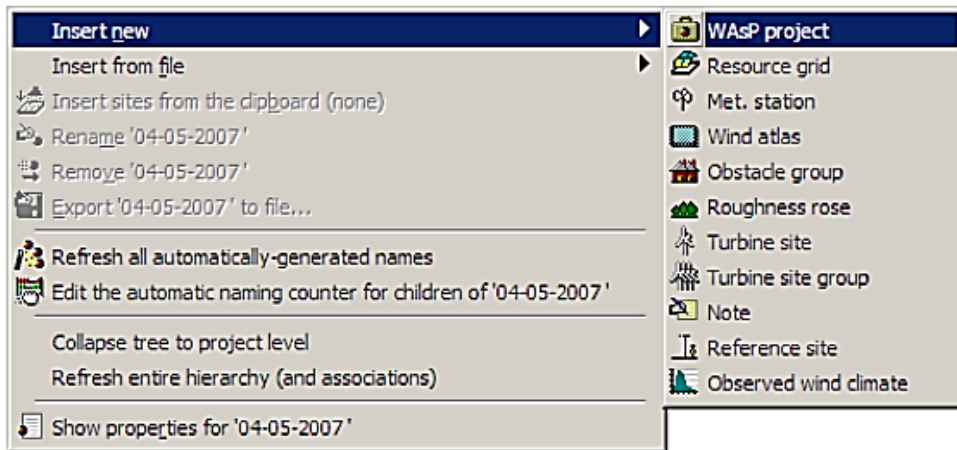 Insert new
Insert from file
Insert sites from the clipboard (none)
Rename '04-05-2007'
Remove '04-05-2007'
Export '04-05-2007' to file...
Refresh all automatically-generated names
Edit the automatic naming counter for children of '04-05-2007'
Collapse tree to project level
Refresh entire hierarchy (and associations)
Show properties for '04-05-2007'
WAsP project
Resource grid
Met. station
Wind atlas
Obstacle group
Roughness rose
Turbine site
Turbine site group
Note
Reference site
Observed wind climate